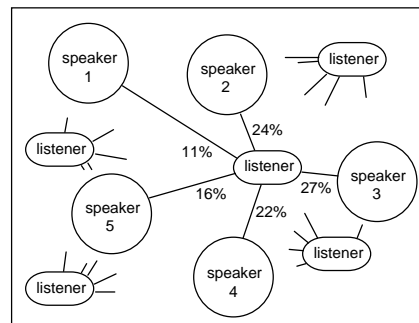 speaker
1
speaker
2
listener
24%
listener
11%
listener
16%
27%
speaker
3
speaker
5
22%
listener
speaker
4
listener